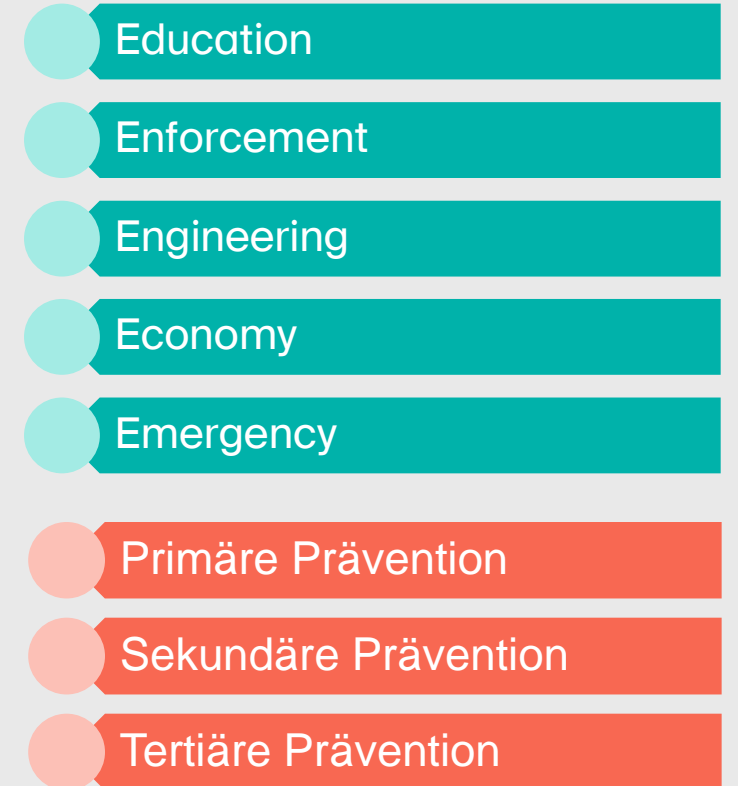 Education
Enforcement
Engineering
Economy
Emergency
Primäre Prävention
Sekundäre Prävention
Tertiäre Prävention